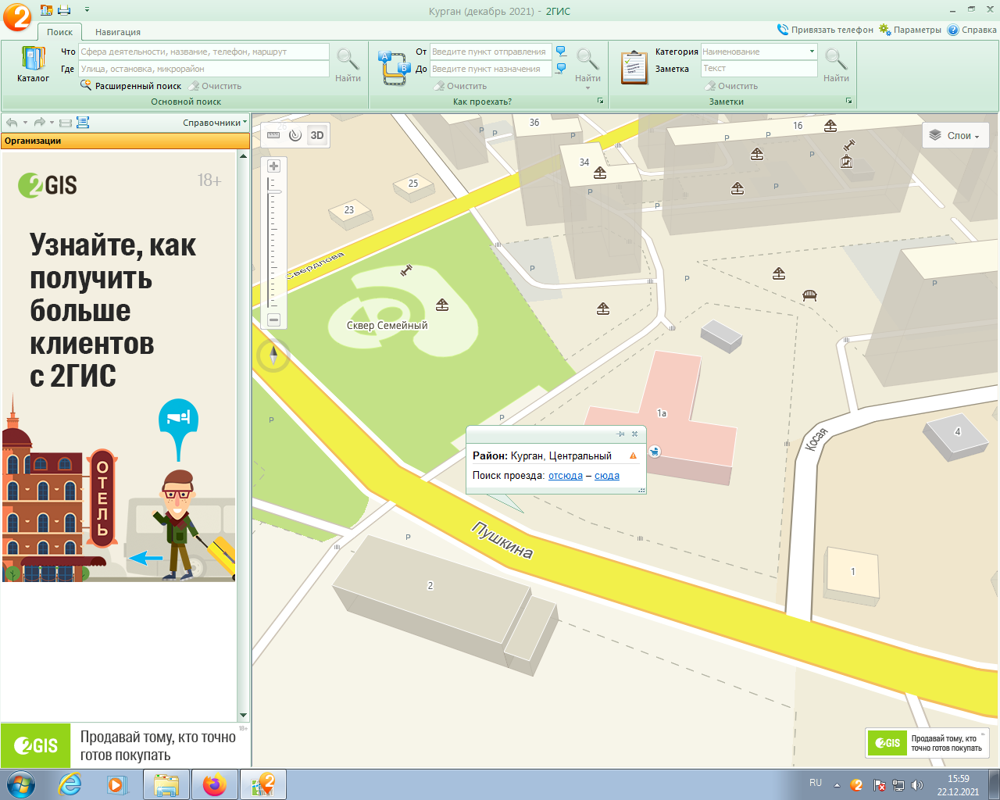 Курган (декабрь 2021) - 2ГИС
Поиск
Навигация
Привязать телефон
Параметры
Справка
Каталог
Что
Сфера деятельности, название, телефон, маршрут
Где
Улица, остановка, микрорайон
Расширенный поиск
Очистить
Найти
Основной поиск
От
Введите пункт отправления
До
Введите пункт назначения
Очистить
Найти
Как проехать?
Категория
Наименование
Заметка
Текст
Очистить
Найти
Заметки
Справочники
Организации
2GIS
18+
Узнайте, как
получить
больше
клиентов
с 2ГИС
ОТЕЛЬ
2GIS
Продавай тому, кто точно
готов покупать
18+
3D
Слои
36
16
34
25
23
Свердлова
Сквер Семейный
1а
Косая
4
Район: Курган, Центральный
Поиск проезда: отсюда – сюда
Пушкина
2
1
P
P
P
P
P
P
P
P
P
P
P
P
P
P
2GIS
Продавай тому, кто
точно готов покупать
RU
15:59
22.12.2021